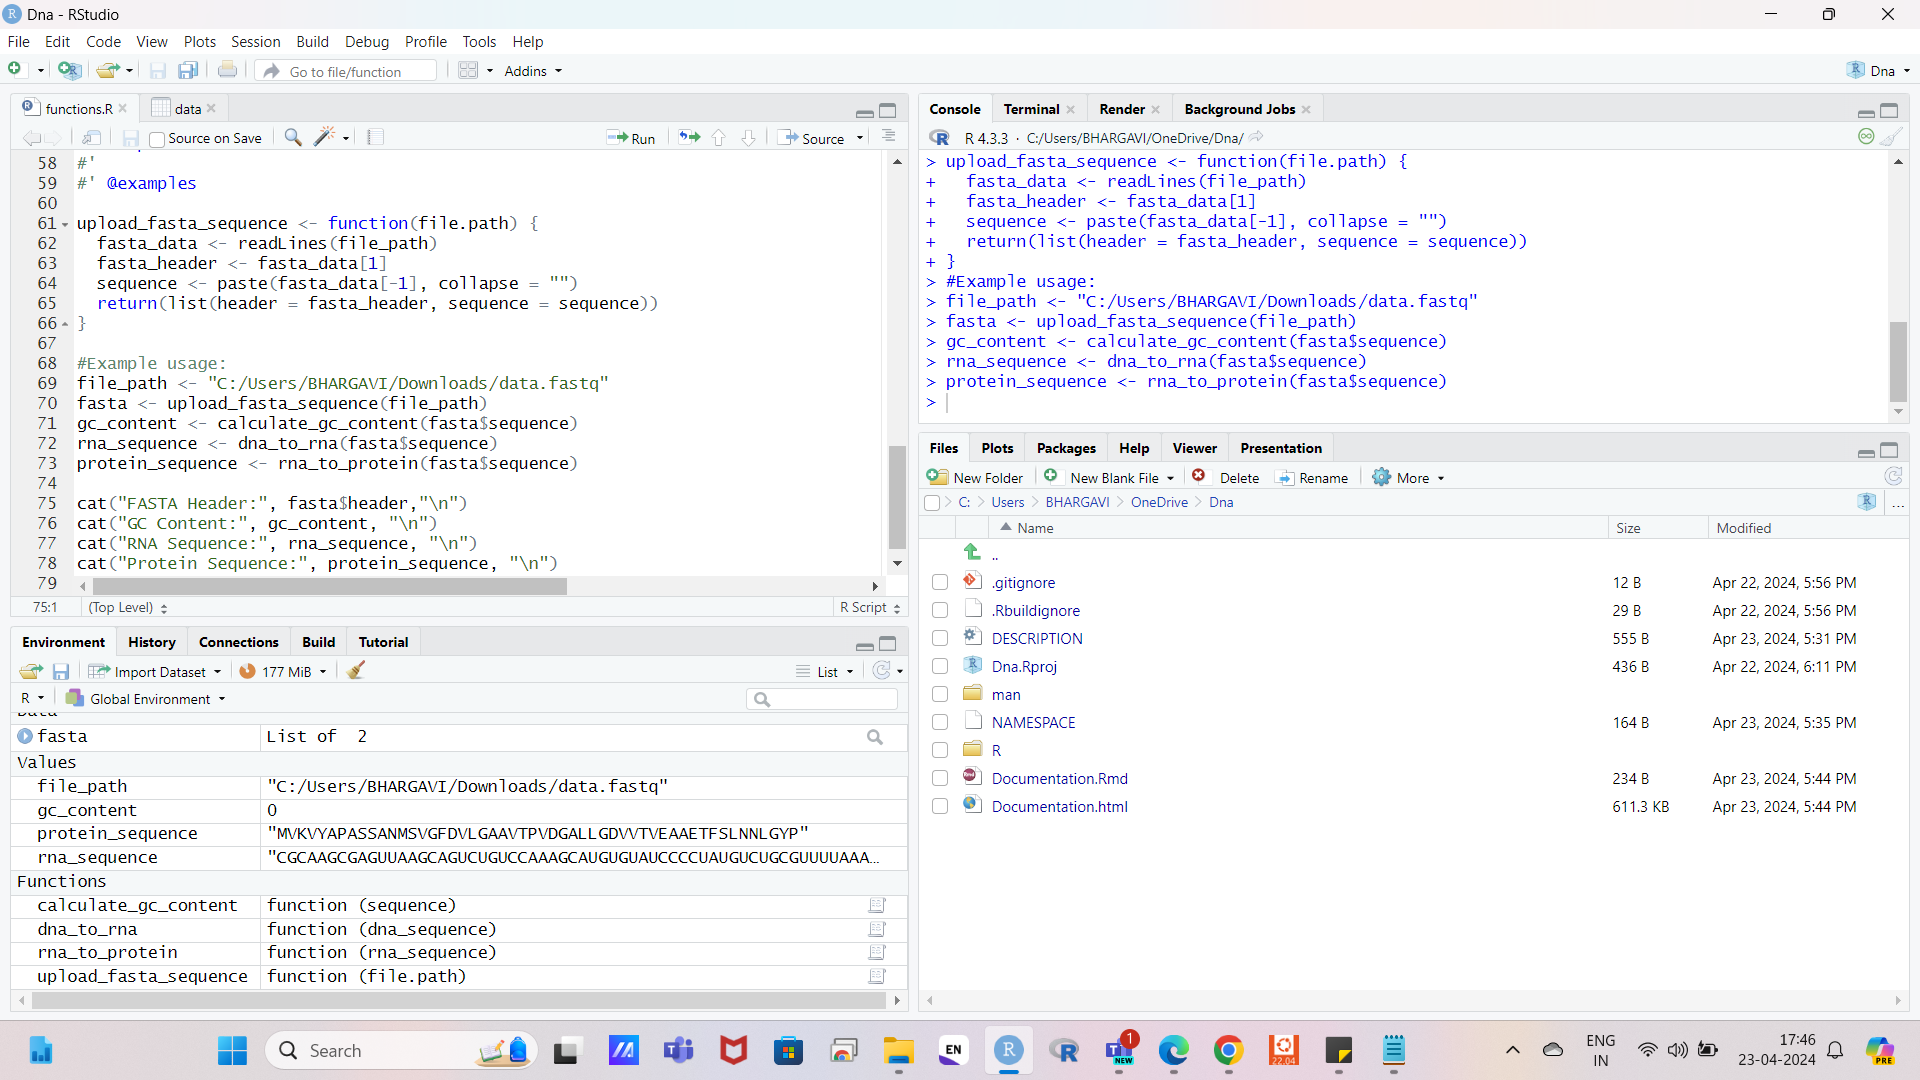 Dna - RStudio
File Edit Code View Plots Session Build Debug Profile Tools Help
Go to file/function Addins Dna
functions.R data
Source on Save Run Source
58 #'
59 #' @examples
60
61 upload_fasta_sequence <- function(file.path) {
62 fasta_data <- readLines(file_path)
63 fasta_header <- fasta_data[1]
64 sequence <- paste(fasta_data[-1], collapse = "")
65 return(list(header = fasta_header, sequence = sequence))
66 }
67
68 #Example usage:
69 file_path <- "C:/Users/BHARGAVI/Downloads/data.fastq"
70 fasta <- upload_fasta_sequence(file_path)
71 gc_content <- calculate_gc_content(fasta$sequence)
72 rna_sequence <- dna_to_rna(fasta$sequence)
73 protein_sequence <- rna_to_protein(fasta$sequence)
74
75 cat("FASTA Header:", fasta$header,"\n")
76 cat("GC Content:", gc_content, "\n")
77 cat("RNA Sequence:", rna_sequence, "\n")
78 cat("Protein Sequence:", protein_sequence, "\n")
79
75:1 (Top Level) R Script
Environment History Connections Build Tutorial
Import Dataset 177 MiB List
R Global Environment
Data
fasta List of 2
Values
file_path "C:/Users/BHARGAVI/Downloads/data.fastq"
gc_content 0
protein_sequence "MVKVYAPASSANMSVGFDVLGAAVTPVDGALLGDVVTVEAAETFSLNNLGYP"
rna_sequence "CGCAAGCGAGUUAAGCAGUCUGUCCAAAGCAUGUGUAUCCCCUAUGUCUGCGUUUUAAA...
Functions
calculate_gc_content function (sequence)
dna_to_rna function (dna_sequence)
rna_to_protein function (rna_sequence)
upload_fasta_sequence function (file.path)
Console Terminal Render Background Jobs
R 4.3.3 · C:/Users/BHARGAVI/OneDrive/Dna/
> upload_fasta_sequence <- function(file.path) {
+ fasta_data <- readLines(file_path)
+ fasta_header <- fasta_data[1]
+ sequence <- paste(fasta_data[-1], collapse = "")
+ return(list(header = fasta_header, sequence = sequence))
+ }
> #Example usage:
> file_path <- "C:/Users/BHARGAVI/Downloads/data.fastq"
> fasta <- upload_fasta_sequence(file_path)
> gc_content <- calculate_gc_content(fasta$sequence)
> rna_sequence <- dna_to_rna(fasta$sequence)
> protein_sequence <- rna_to_protein(fasta$sequence)
>
Files Plots Packages Help Viewer Presentation
New Folder New Blank File Delete Rename More
C: Users BHARGAVI OneDrive Dna ...
Name Size Modified
..
.gitignore 12 B Apr 22, 2024, 5:56 PM
.Rbuildignore 29 B Apr 22, 2024, 5:56 PM
DESCRIPTION 555 B Apr 23, 2024, 5:31 PM
Dna.Rproj 436 B Apr 22, 2024, 6:11 PM
man
NAMESPACE 164 B Apr 23, 2024, 5:35 PM
R
Documentation.Rmd 234 B Apr 23, 2024, 5:44 PM
Documentation.html 611.3 KB Apr 23, 2024, 5:44 PM
Search EN R R 1 NEW 22.04 ENG 17:46 PRE
IN 23-04-2024